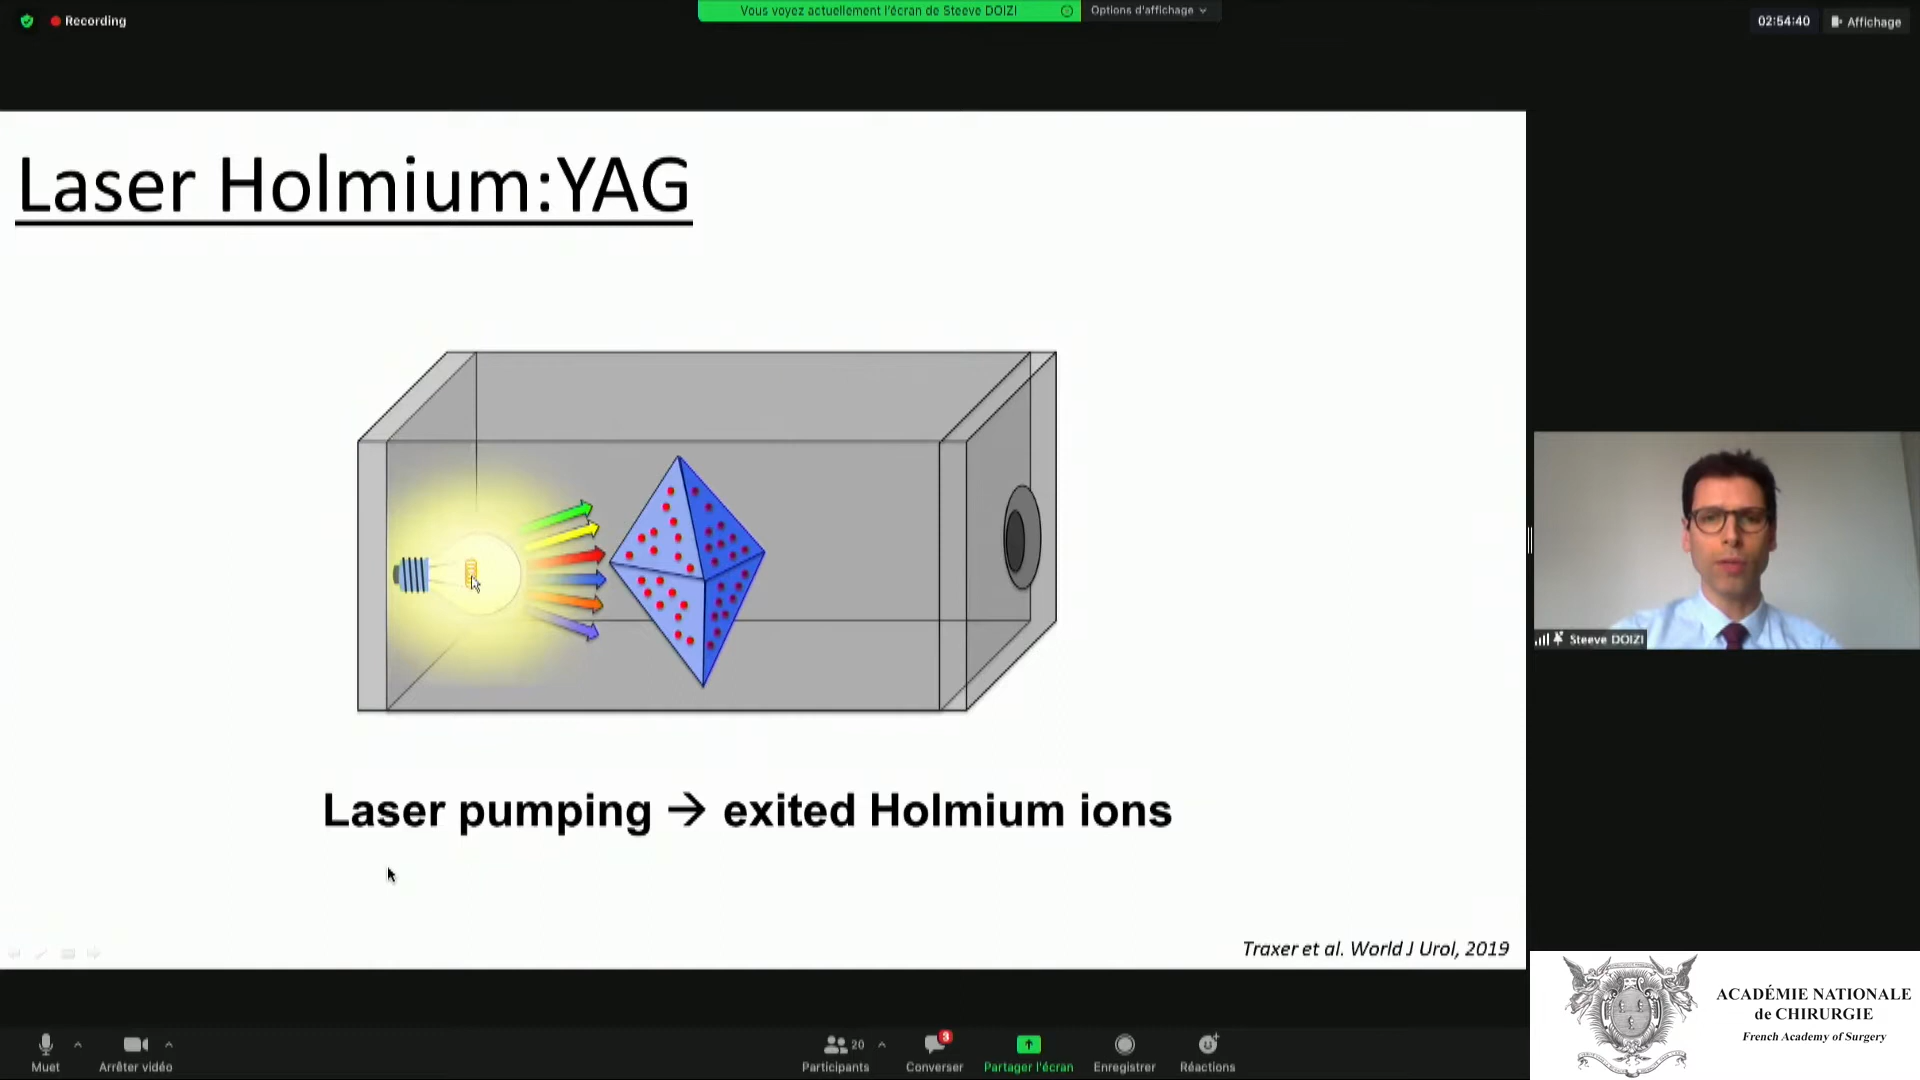 Recording
Vous voyez actuellement l'écran de Steeve DOIZI
Options d'affichage
02:54:40
Affichage
Laser Holmium:YAG
Laser pumping → exited Holmium ions
Traxer et al. World J Urol, 2019
Steeve DOIZI
ACADÉMIE NATIONALE
de CHIRURGIE
French Academy of Surgery
Muet
Arrêter vidéo
20
Participants
3
Converser
Partager l'écran
Enregistrer
Réactions